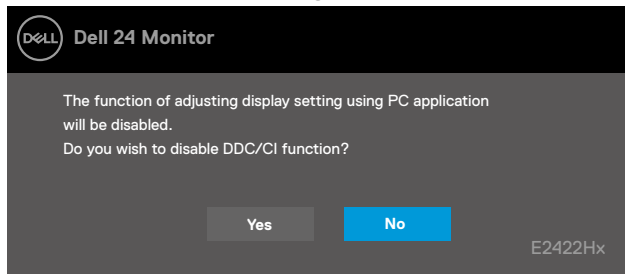 DELL Dell 24 Monitor
The function of adjusting display setting using PC application
will be disabled.
Do you wish to disable DDC/CI function?
Yes No
E2422Hx